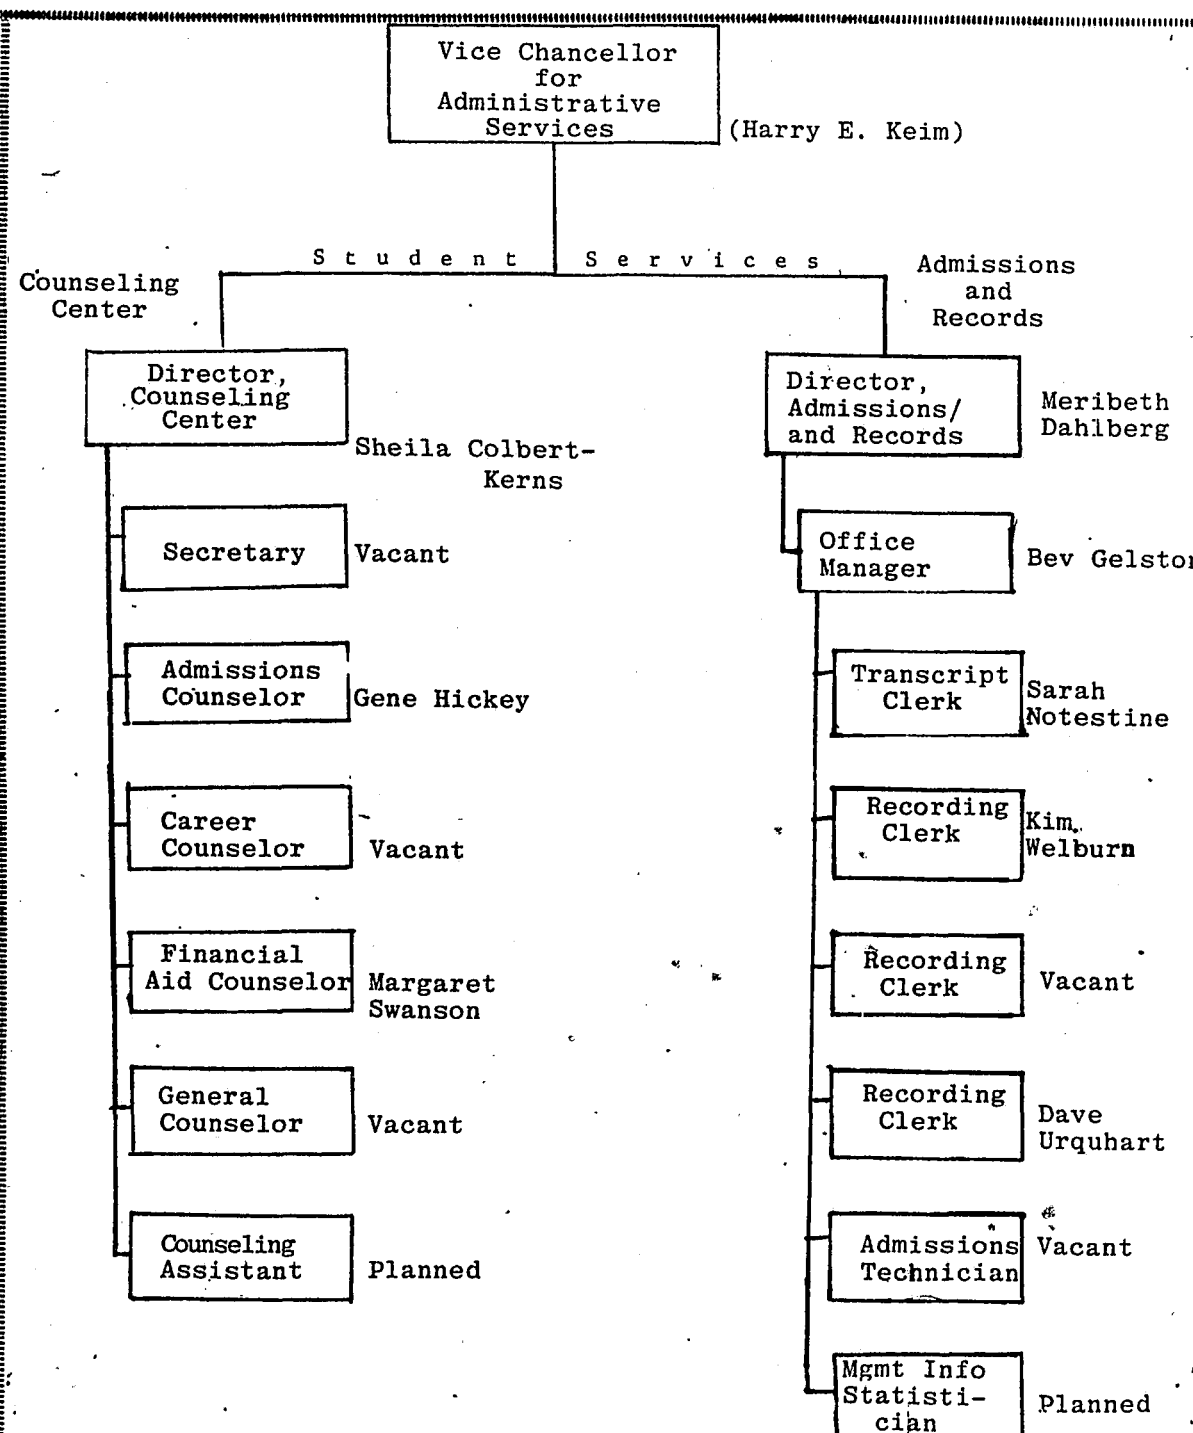 Vice Chancellor
for
Administrative
Services
(Harry E. Keim)
Student Services
Counseling
Center
Admissions
and
Records
Director,
Counseling
Center
Sheila Colbert-
Kerns
Secretary
Vacant
Admissions
Counselor
Gene Hickey
Career
Counselor
Vacant
Financial
Aid Counselor
Margaret
Swanson
General
Counselor
Vacant
Counseling
Assistant
Planned
Director,
Admissions/
and Records
Meribeth
Dahlberg
Office
Manager
Bev
Transcript
Clerk
Sarah
Notestine
Recording
Clerk
Kim
Welburn
Recording
Clerk
Vacant
Recording
Clerk
Dave
Urquhart
Admissions
Technician
Vacant
Mgmt Info
Statisti-
cian
Planned